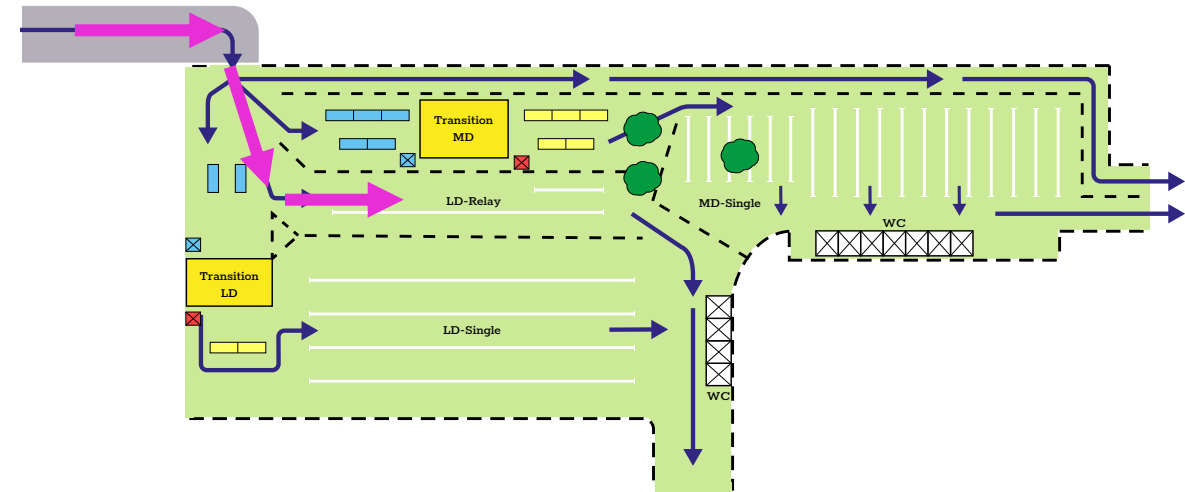 Transition
MD
LD-Relay
MD-Single
WC
Transition
LD
LD-Single
WC